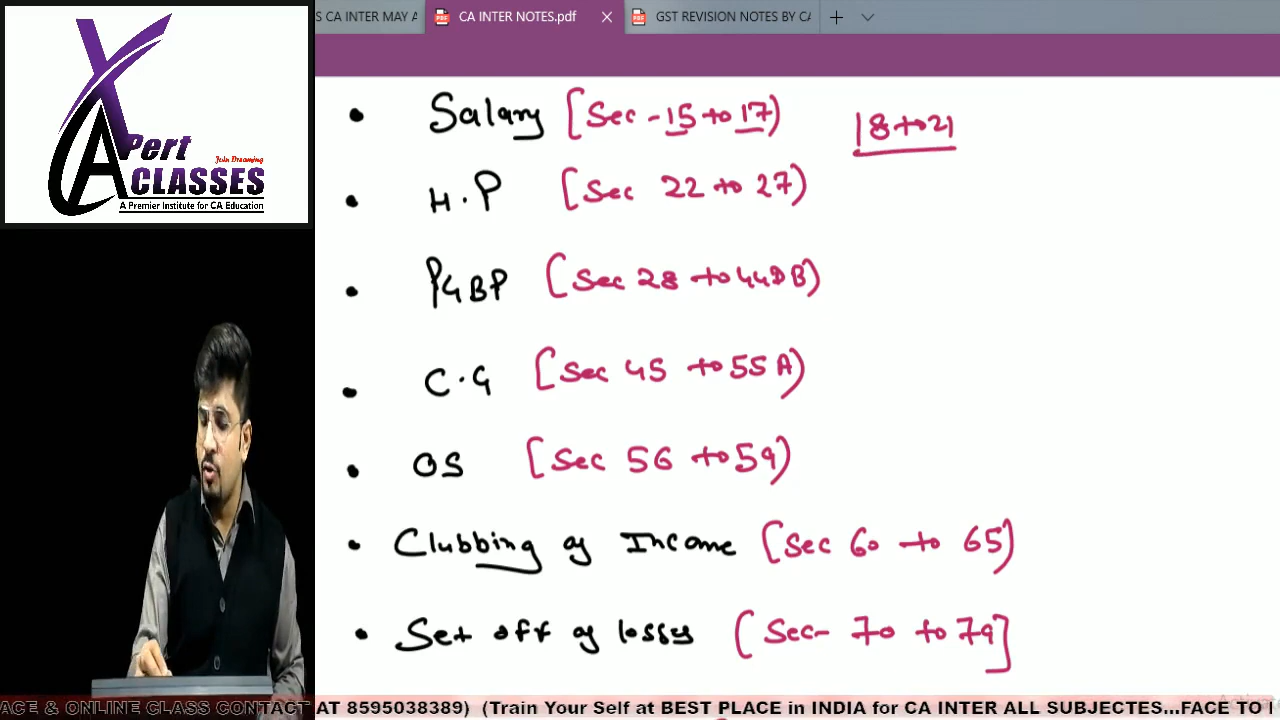 S CA INTER MAY A
CA INTER NOTES.pdf
GST REVISION NOTES BY CA
XPert
Join Dreaming
CA CLASSES
A Premier Institute for CA Education
• Salary [Sec - 15 to 17) 18 to 21
• H.P [Sec 22 to 27)
• PGBP [Sec 28 to 44DB)
• C.G [Sec 45 to 55A)
• OS [Sec 56 to 59)
• Clubbing of Income [Sec 60 to 65)
• Set off of losses [Sec- 70 to 79]
ACE & ONLINE CLASS CONTACT AT 8595038389) (Train Your Self at BEST PLACE in INDIA for CA INTER ALL SUBJECTES...FACE TO